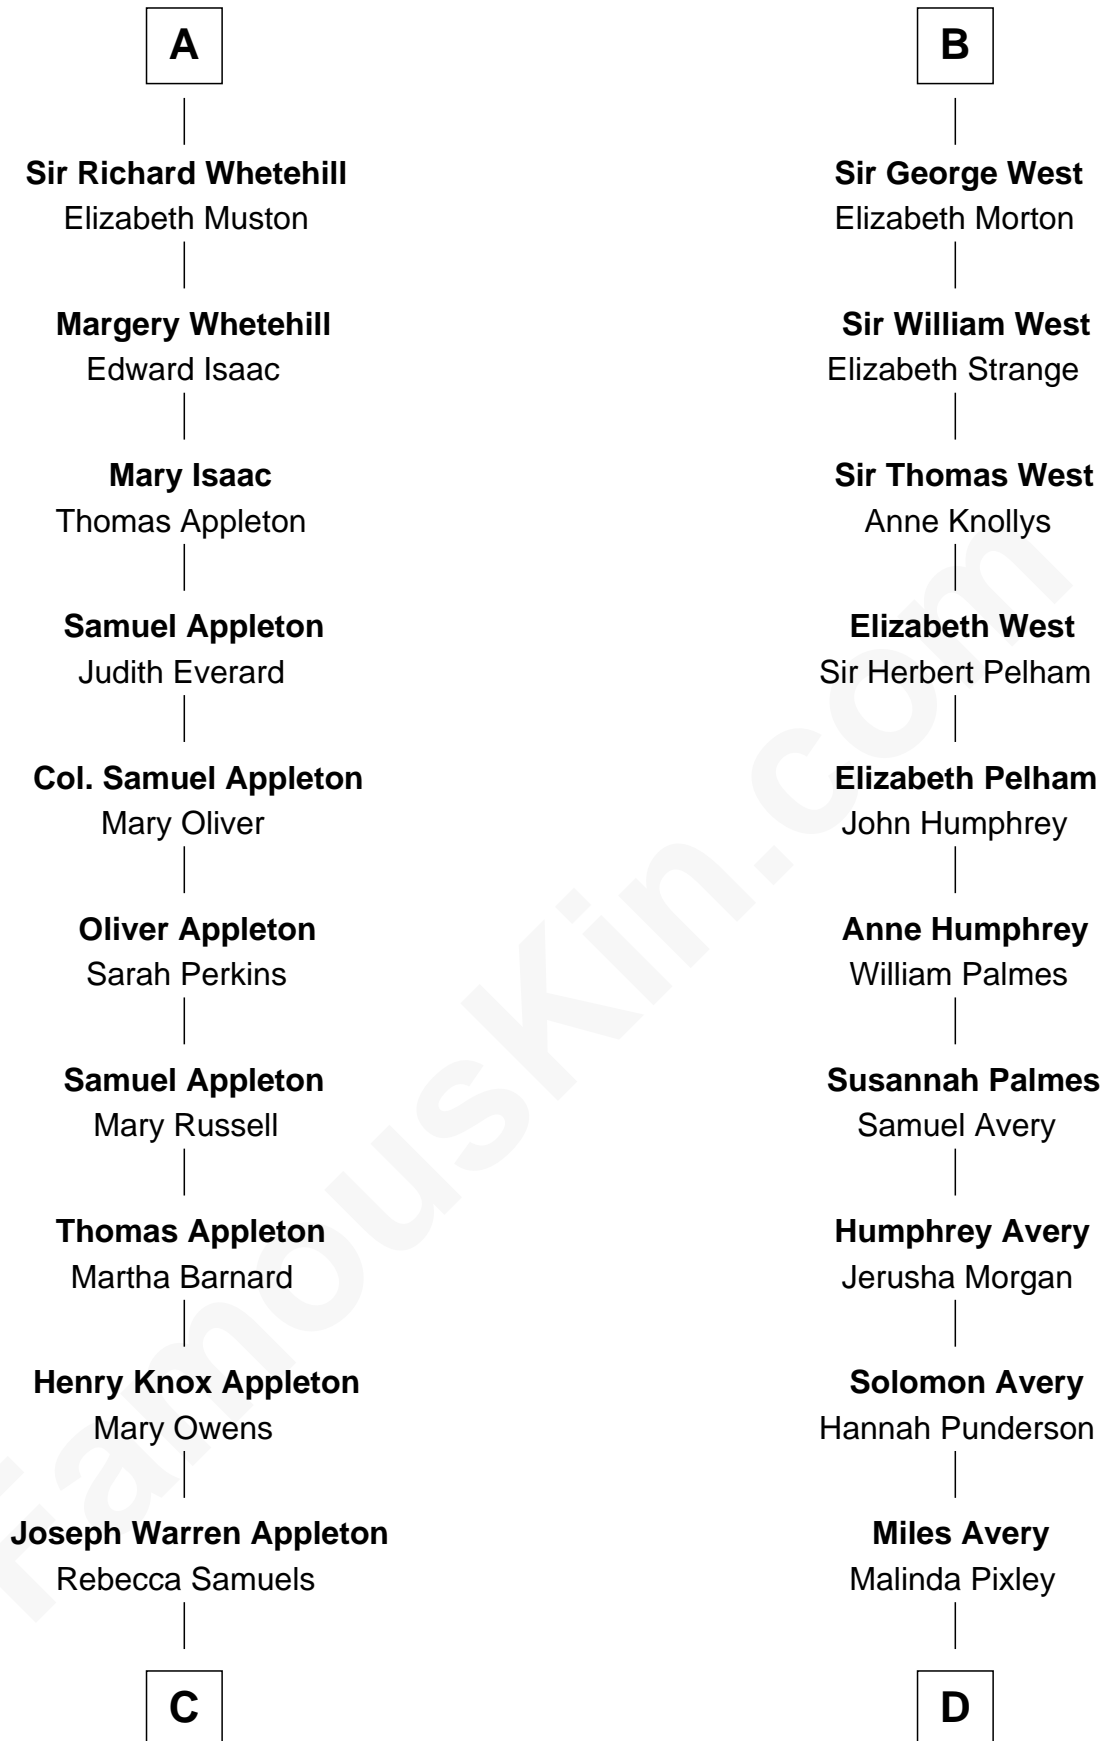 A
Sir Richard Whetehill
Elizabeth Muston
Margery Whetehill
Edward Isaac
Mary Isaac
Thomas Appleton
Samuel Appleton
Judith Everard
Col. Samuel Appleton
Mary Oliver
Oliver Appleton
Sarah Perkins
Samuel Appleton
Mary Russell
Thomas Appleton
Martha Barnard
Henry Knox Appleton
Mary Owens
Joseph Warren Appleton
Rebecca Samuels
C
B
Sir George West
Elizabeth Morton
Sir William West
Elizabeth Strange
Sir Thomas West
Anne Knollys
Elizabeth West
Sir Herbert Pelham
Elizabeth Pelham
John Humphrey
Anne Humphrey
William Palmes
Susannah Palmes
Samuel Avery
Humphrey Avery
Jerusha Morgan
Solomon Avery
Hannah Punderson
Miles Avery
Malinda Pixley
D
FamousKin.com